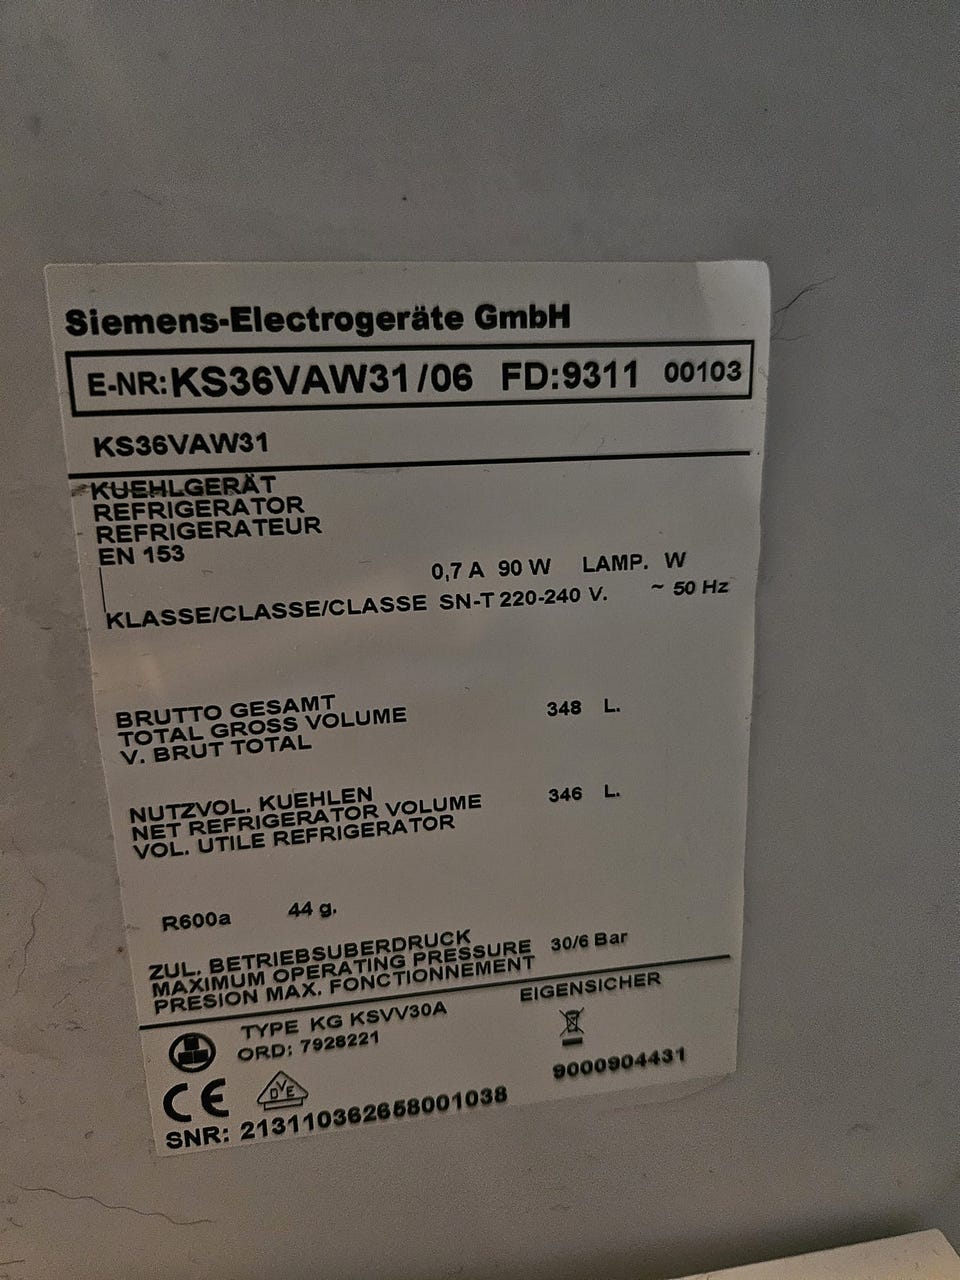 Siemens-Electrogeräte GmbH
E-NR:KS36VAW31/06 FD:9311 00103
KS36VAW31
KUEHLGERÄT
REFRIGERATOR
REFRIGERATEUR
EN 153
0,7 A 90 W LAMP. W
KLASSE/CLASSE/CLASSE SN-T 220-240 V. ~ 50 Hz
BRUTTO GESAMT
TOTAL GROSS VOLUME 348 L.
V. BRUT TOTAL
NUTZVOL. KUEHLEN
NET REFRIGERATOR VOLUME 346 L.
VOL. UTILE REFRIGERATOR
R600a 44 g.
ZUL. BETRIEBSUBERDRUCK
MAXIMUM OPERATING PRESSURE 30/6 Bar
PRESION MAX. FONCTIONNEMENT
EIGENSICHER
TYPE KG KSVV30A
ORD: 7928221
CE DVE 9000904431
SNR: 213110362658001038